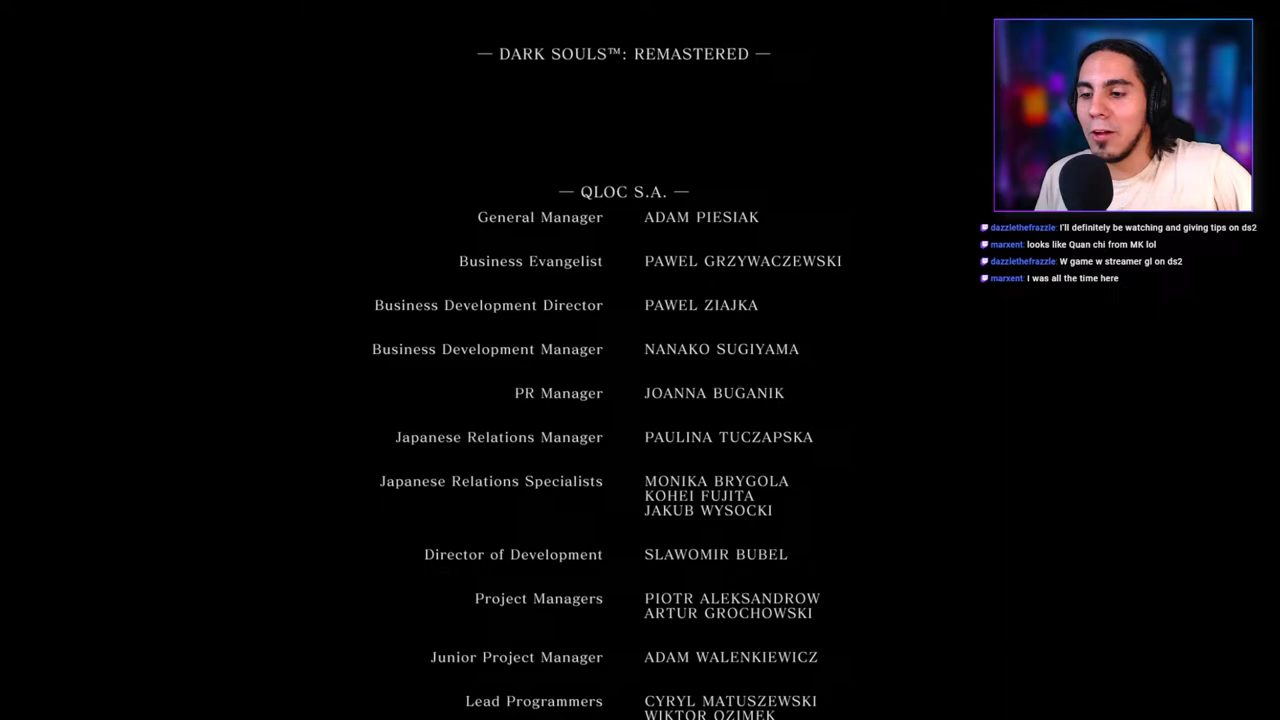 — DARK SOULS™: REMASTERED —
— QLOC S.A. —
General Manager ADAM PIESIAK
Business Evangelist PAWEL GRZYWACZEWSKI
Business Development Director PAWEL ZIAJKA
Business Development Manager NANAKO SUGIYAMA
PR Manager JOANNA BUGANIK
Japanese Relations Manager PAULINA TUCZAPSKA
Japanese Relations Specialists MONIKA BRYGOLA
KOHEI FUJITA
JAKUB WYSOCKI
Director of Development SLAWOMIR BUBEL
Project Managers PIOTR ALEKSANDROW
ARTUR GROCHOWSKI
Junior Project Manager ADAM WALENKIEWICZ
Lead Programmers CYRYL MATUSZEWSKI
WIKTOR OZIMEK
dazzlethefrazzle: I'll definitely be watching and giving tips on ds2
marxent: looks like Quan chi from MK lol
dazzlethefrazzle: W game w streamer gl on ds2
marxent: I was all the time here